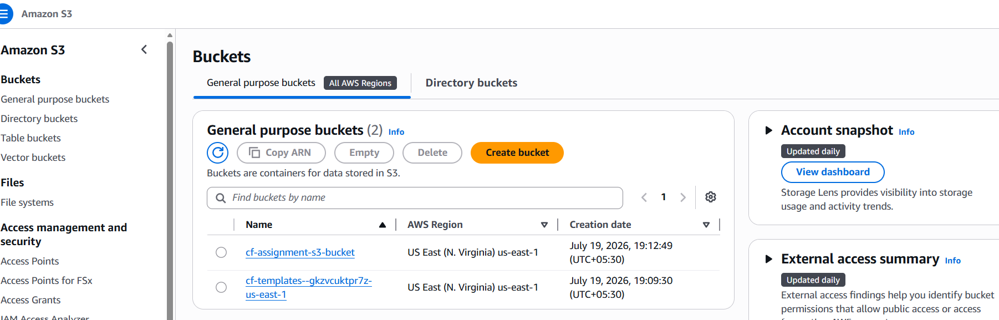 Amazon S3
Amazon S3
Buckets
General purpose buckets
Directory buckets
Table buckets
Vector buckets
Files
File systems
Access management and
security
Access Points
Access Points for FSx
Access Grants
IAM Access Analyzer
Buckets
General purpose buckets All AWS Regions Directory buckets
General purpose buckets (2) Info
Copy ARN Empty Delete Create bucket
Buckets are containers for data stored in S3.
Find buckets by name 1
Name AWS Region Creation date
cf-assignment-s3-bucket US East (N. Virginia) us-east-1 July 19, 2026, 19:12:49
(UTC+05:30)
cf-templates--gkzvcuktpr7z- US East (N. Virginia) us-east-1 July 19, 2026, 19:09:30
us-east-1 (UTC+05:30)
Account snapshot Info
Updated daily
View dashboard
Storage Lens provides visibility into storage
usage and activity trends.
External access summary Info
Updated daily
External access findings help you identify bucket
permissions that allow public access or access